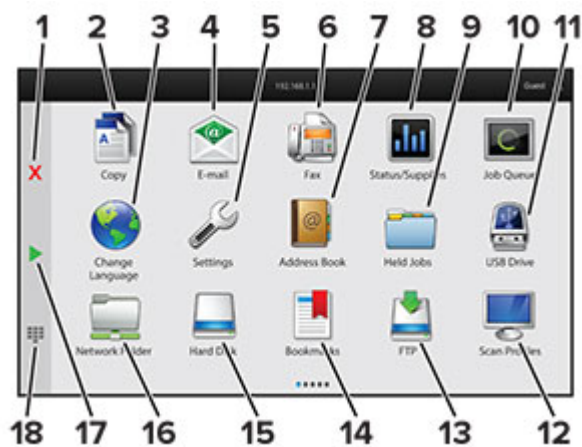 1 2 3 4 5 6 7 8 9 10 11
192.168.1.1 Guest
X
Copy E-mail Fax Status/Supplies Job Queue
Change Language Settings Address Book Held Jobs USB Drive
Network Folder Hard Disk Bookmarks FTP Scan Profiles
18 17 16 15 14 13 12